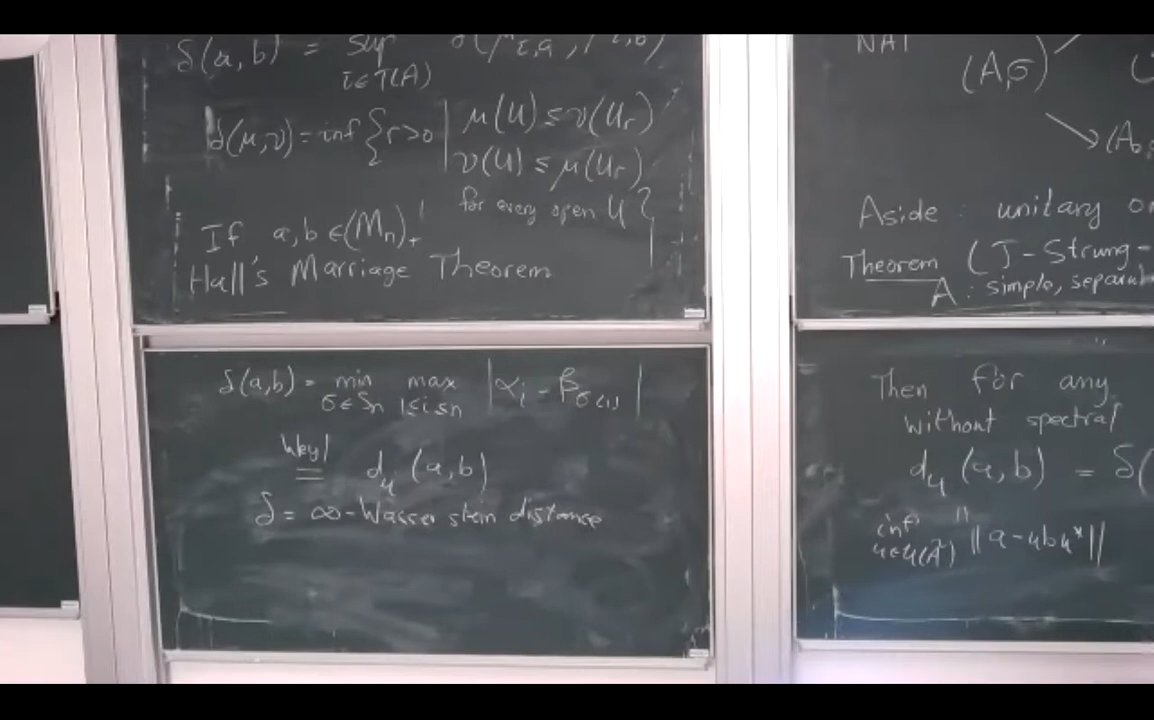 δ(a,b) = sup
τ∈T(A)
δ(μ,ν) = inf { r>0 | μ(U) ≤ ν(U_r)
ν(U) ≤ μ(U_r)
for every open U }
If a,b ∈ (M_n)_+
Hall's Marriage Theorem
δ(a,b) = min max |α_i - β_σ(i)|
σ∈S_n 1≤i≤n
Weyl
= d_U (a,b)
δ = ∞-Wasserstein distance
(A,σ)
Aside : unitary or
Theorem (J-Strung-
A : simple, separab
Then for any
without spectral
d_U (a,b) = δ(
inf ‖a-ubu*‖
u∈U(Ã)